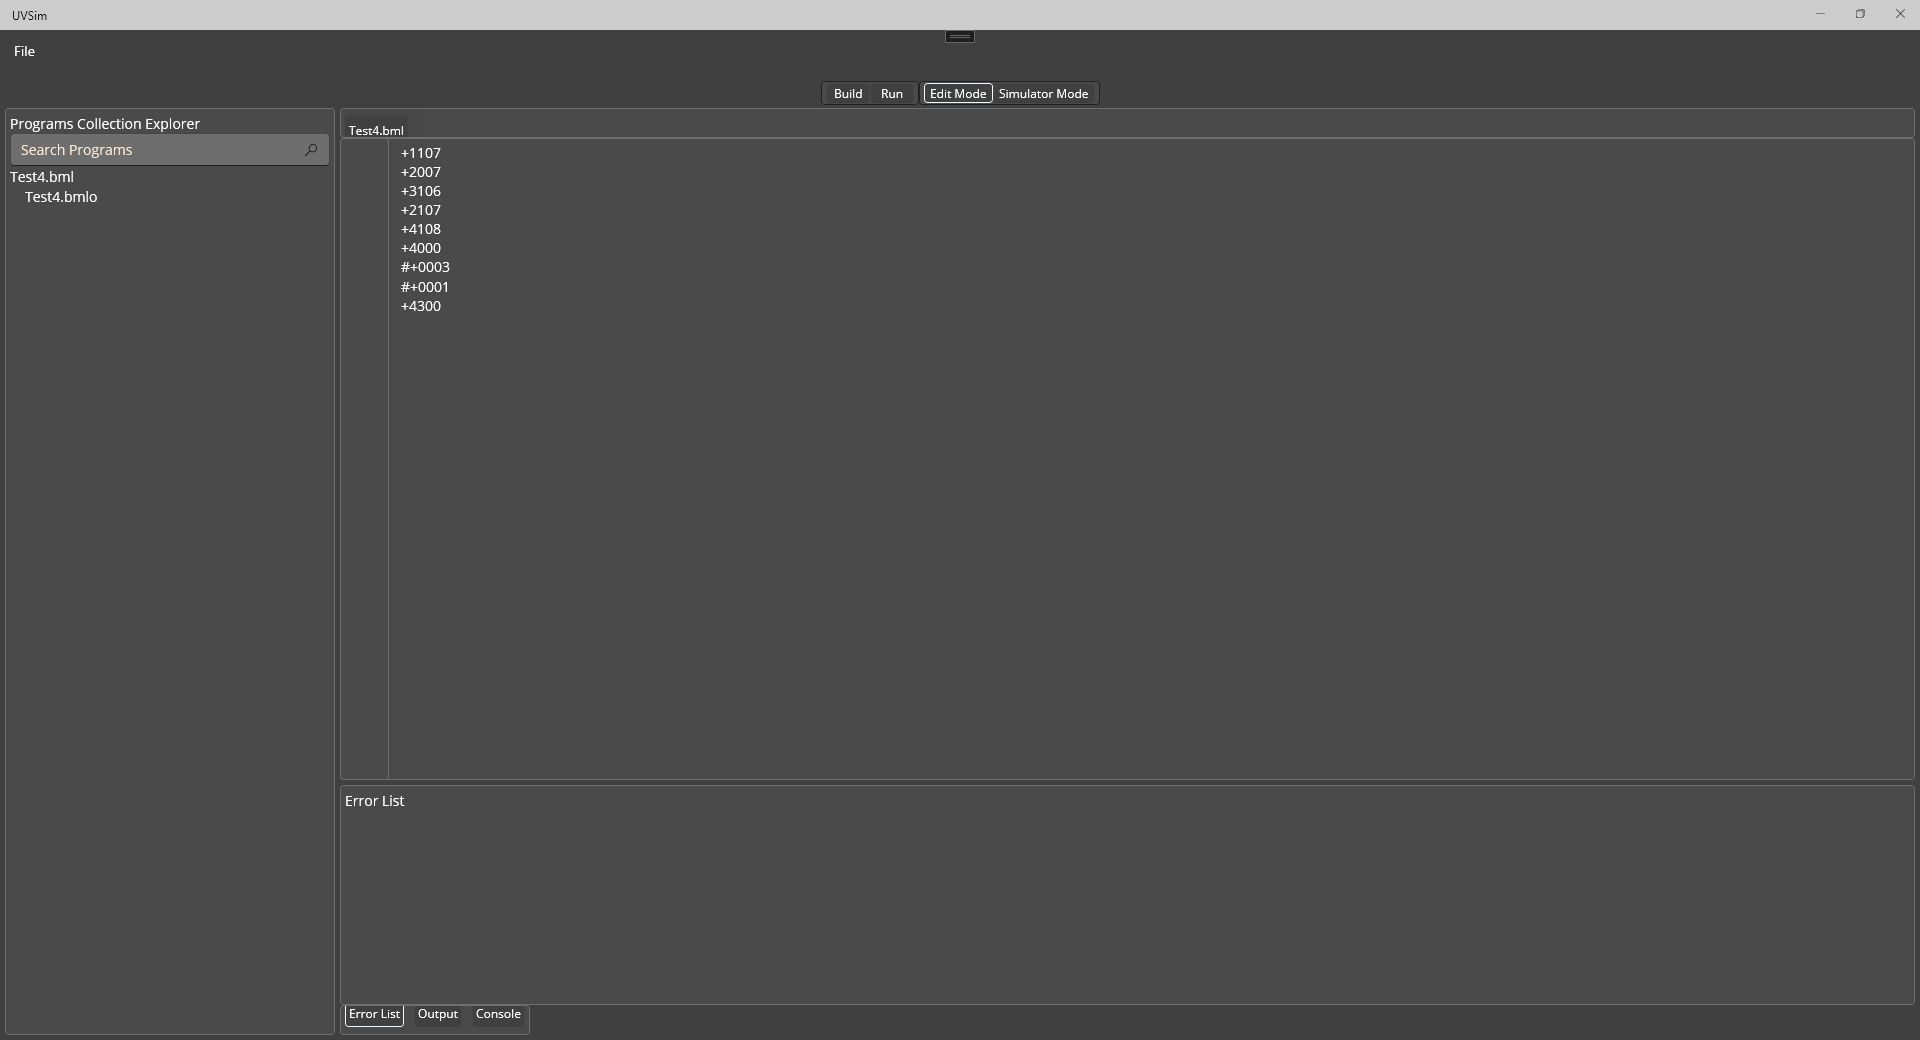 UVSim
File
Build Run Edit Mode Simulator Mode
Programs Collection Explorer
Search Programs
Test4.bml
Test4.bmlo
Test4.bml
+1107
+2007
+3106
+2107
+4108
+4000
#+0003
#+0001
+4300
Error List
Error List Output Console